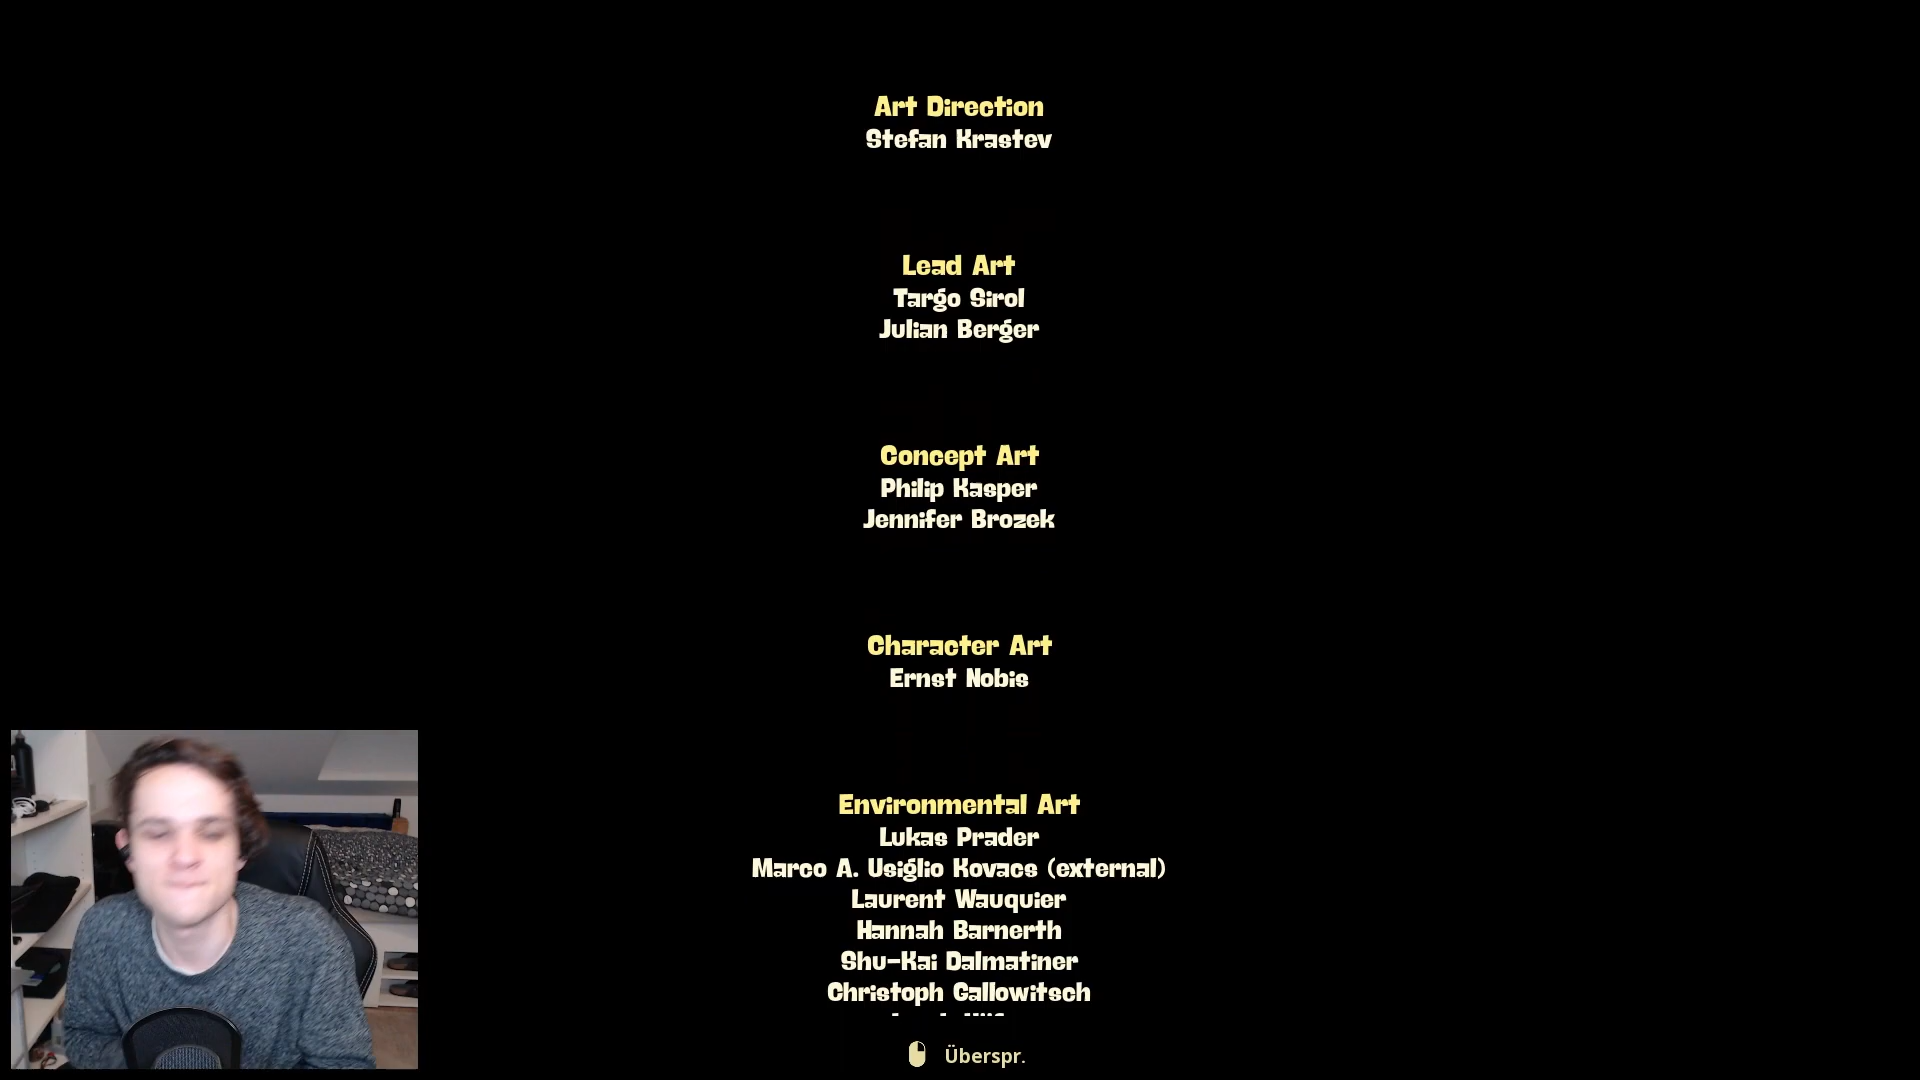 Art Direction
Stefan Krastev
Lead Art
Targo Sirol
Julian Berger
Concept Art
Philip Kasper
Jennifer Brozek
Character Art
Ernst Nobis
Environmental Art
Lukas Prader
Marco A. Usiglio Kovacs (external)
Laurent Wauquier
Hannah Barnerth
Shu-Kai Dalmatiner
Christoph Gallowitsch
Überspr.